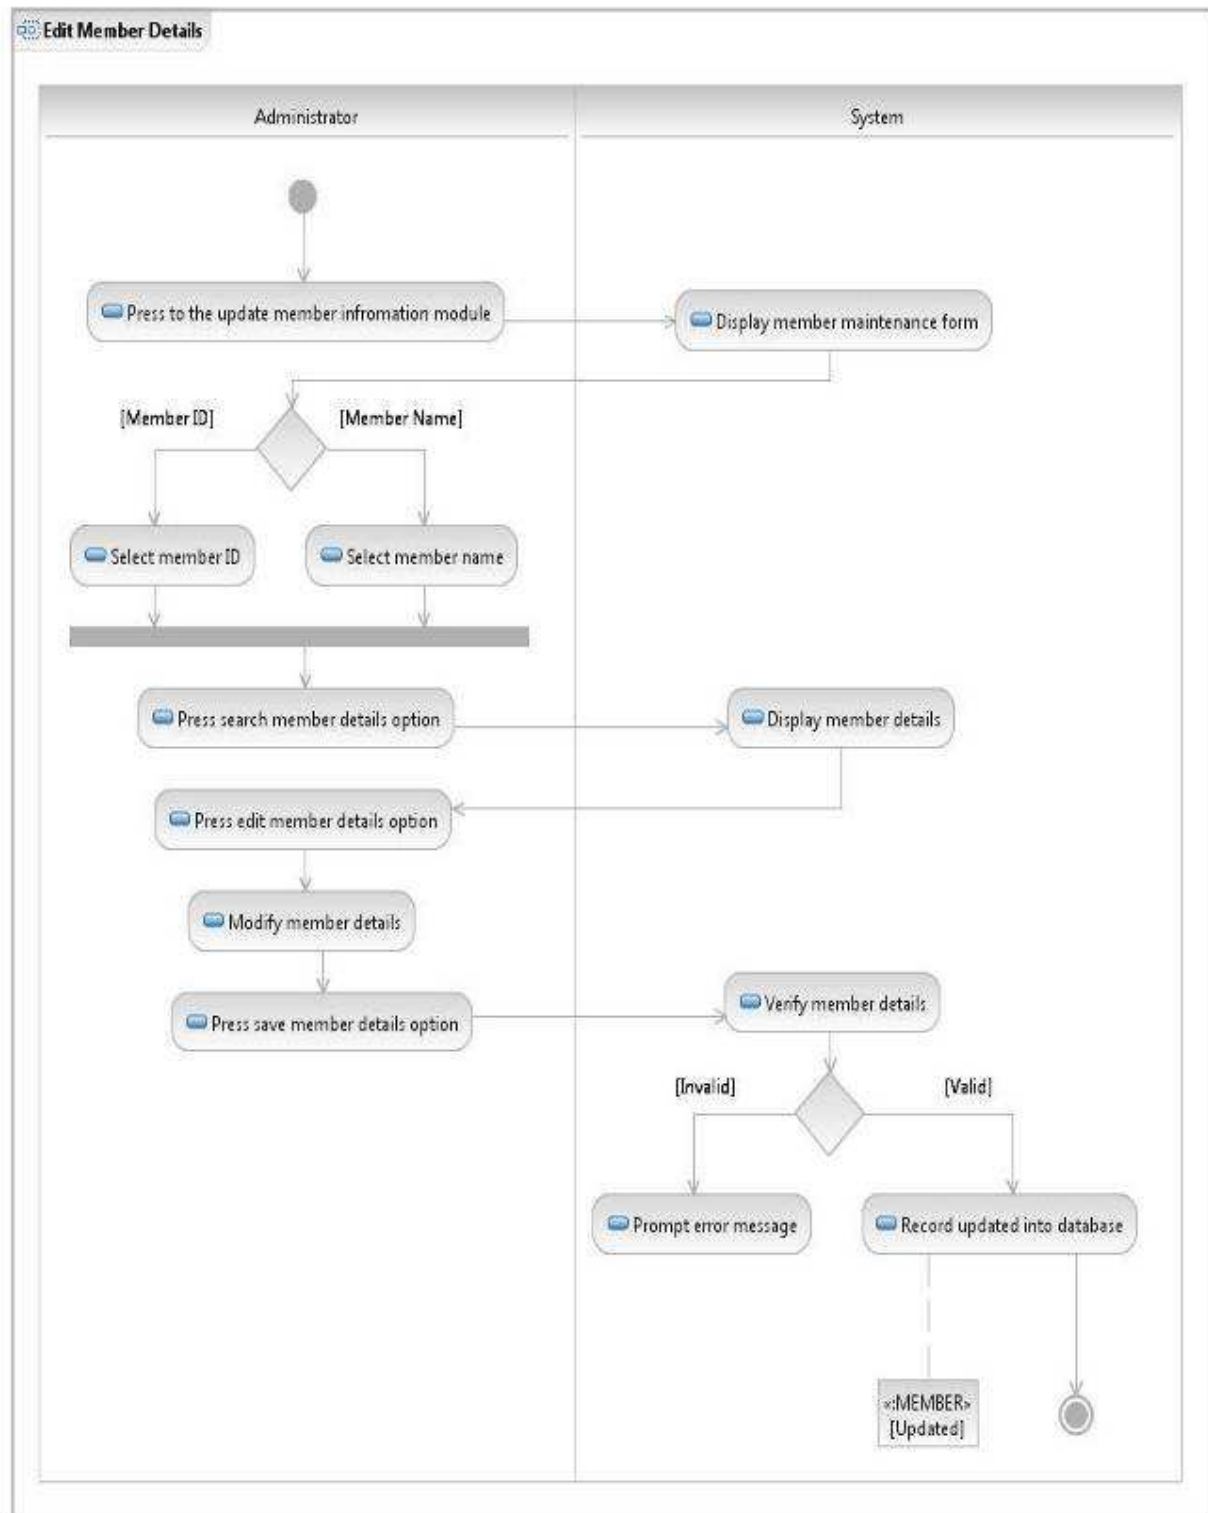 Edit Member Details
Administrator
System
Press to the update member infromation module
Display member maintenance form
[Member ID]
[Member Name]
Select member ID
Select member name
Press search member details option
Display member details
Press edit member details option
Modify member details
Press save member details option
Verify member details
[Invalid]
[Valid]
Prompt error message
Record updated into database
«:MEMBER»
[Updated]